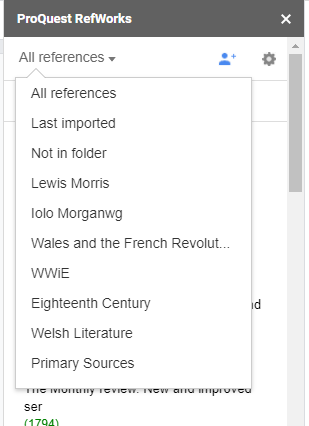 ProQuest RefWorks
All references
All references
Last imported
Not in folder
Lewis Morris
Iolo Morganwg
Wales and the French Revolut...
WWiE
Eighteenth Century
Welsh Literature
Primary Sources
The Monthly review. New and improved
ser
(1794)